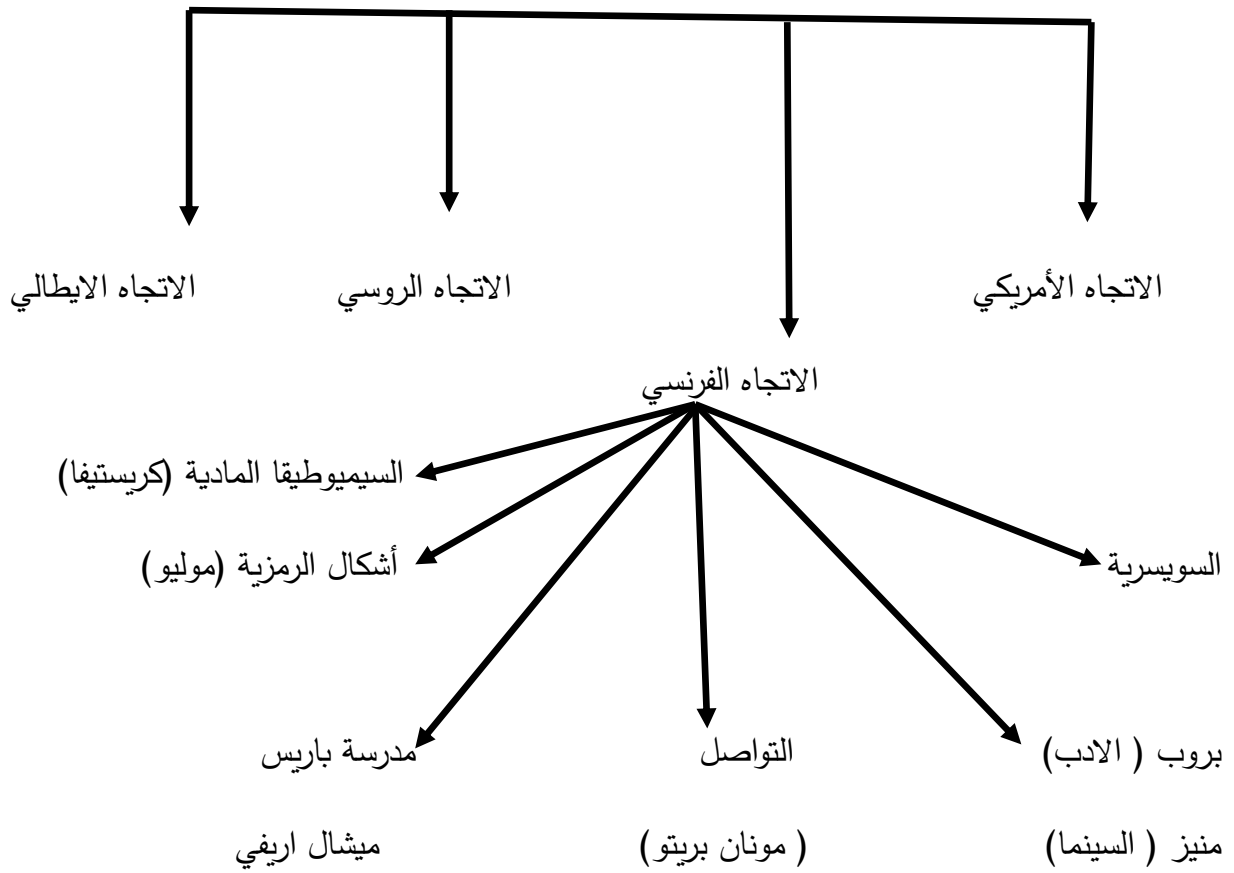 الاتجاه الأمريكي
الاتجاه الروسي
الاتجاه الايطالي
الاتجاه الفرنسي
السيميوطيقا المادية (كريستيفا)
السويسرية
أشكال الرمزية (موليو)
بروب ( الادب)
التواصل
مدرسة باريس
منيز ( السينما)
( مونان بريتو)
ميشال اريفي